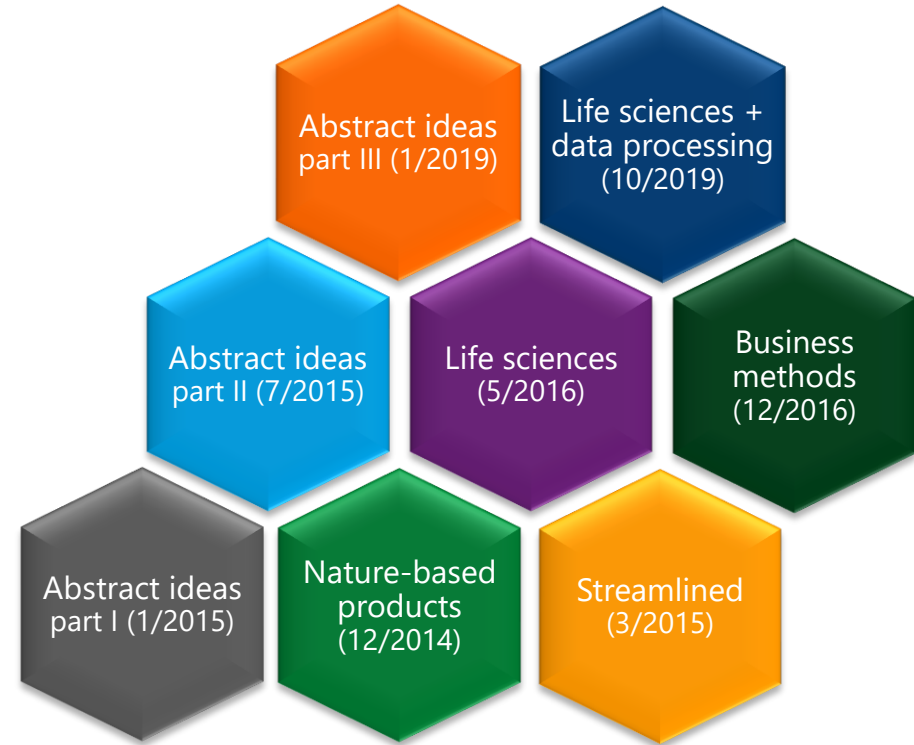 Abstract ideas
part III (1/2019)
Life sciences +
data processing
(10/2019)
Abstract ideas
part II (7/2015)
Life sciences
(5/2016)
Business
methods
(12/2016)
Abstract ideas
part I (1/2015)
Nature-based
products
(12/2014)
Streamlined
(3/2015)